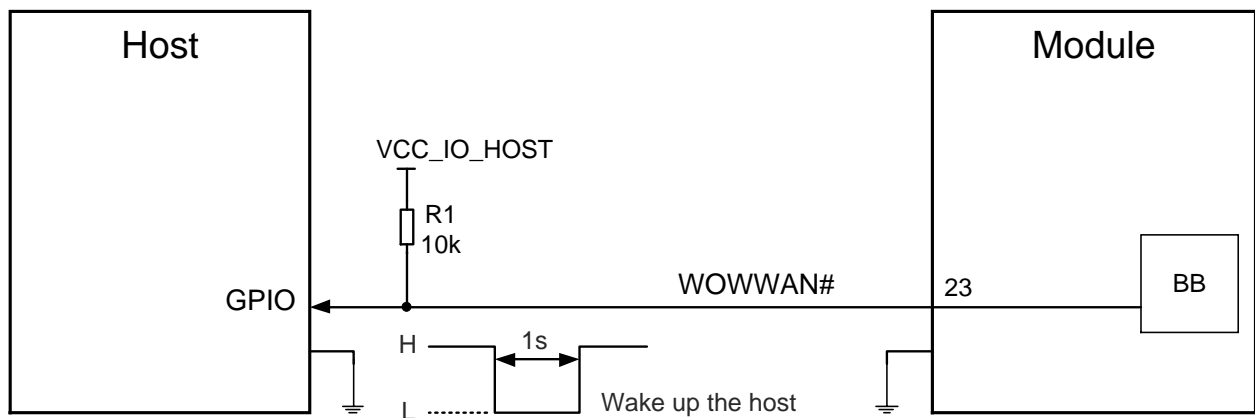 Host
Module
VCC_IO_HOST
R1
10k
GPIO
WOWWAN#
23
BB
H
1s
L
Wake up the host